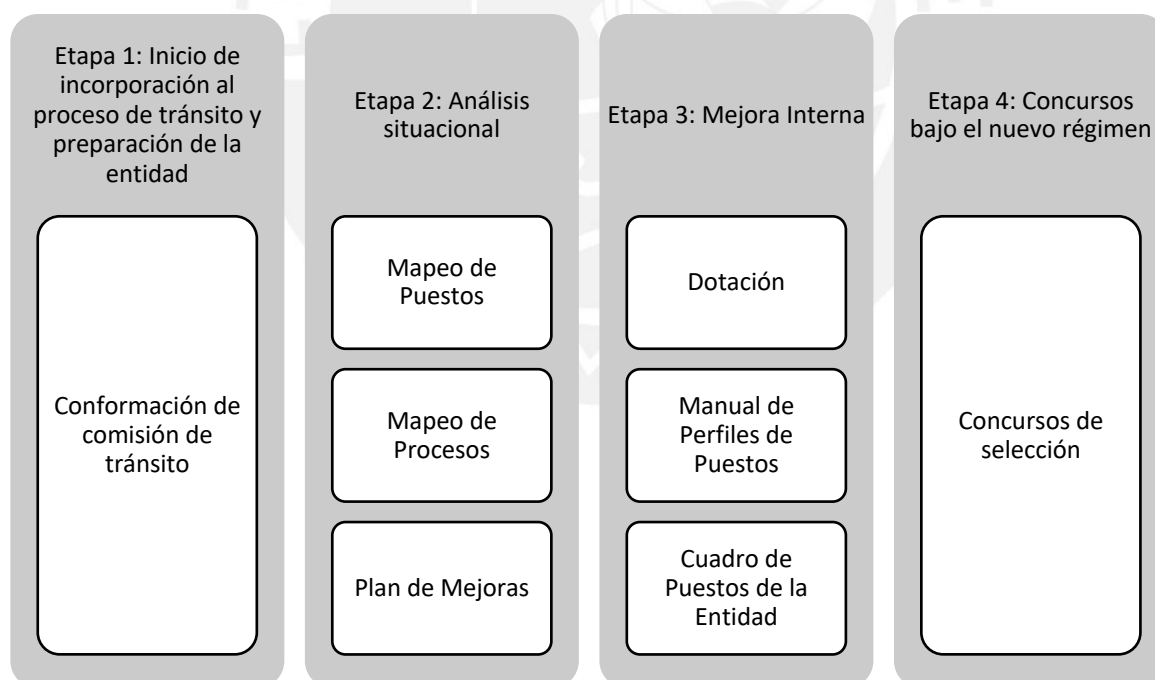 Etapa 1: Inicio de
incorporación al
proceso de tránsito y
preparación de la
entidad
Conformación de
comisión de
tránsito
Etapa 2: Análisis
situacional
Mapeo de
Puestos
Mapeo de
Procesos
Plan de Mejoras
Etapa 3: Mejora Interna
Dotación
Manual de
Perfiles de
Puestos
Cuadro de
Puestos de la
Entidad
Etapa 4: Concursos
bajo el nuevo régimen
Concursos de
selección